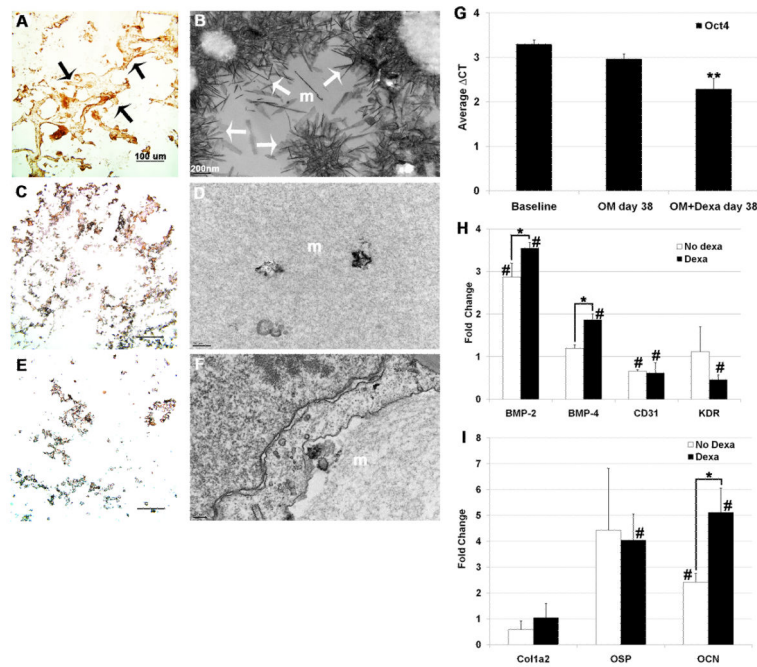 A
100 um
B
m
200nm
C
D
m
E
F
m
G
Oct4
Average ΔCT
4
3
2
1
0
**
Baseline
OM day 38
OM+Dexa day 38
H
No dexa
Dexa
Fold Change
4
3
2
1
0
#
*
#
*
#
#
#
#
BMP-2
BMP-4
CD31
KDR
I
No Dexa
Dexa
Fold Change
8
7
6
5
4
3
2
1
0
#
#
*
#
Col1a2
OSP
OCN